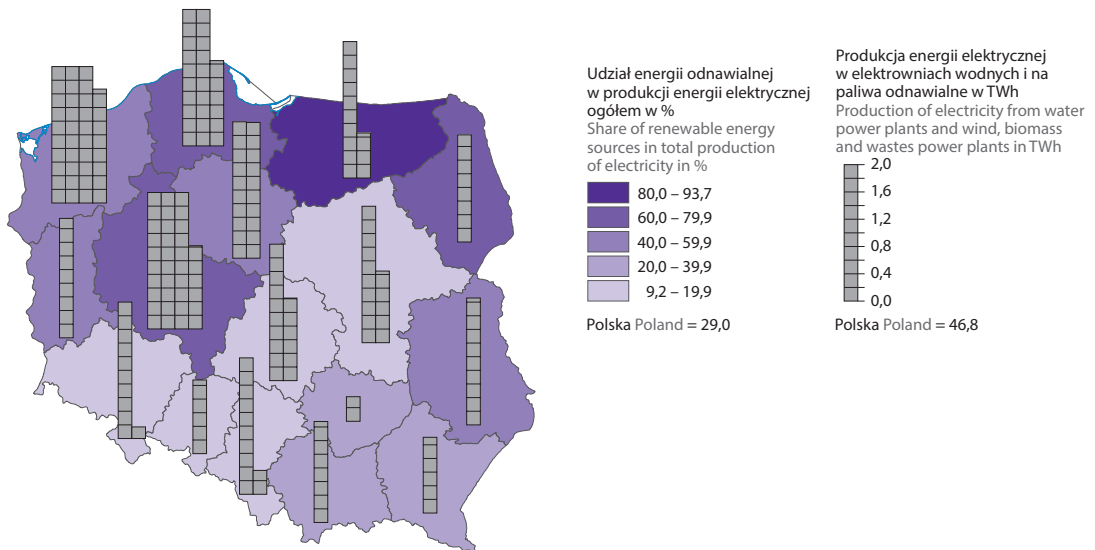 Udział energii odnawialnej
w produkcji energii elektrycznej
ogółem w %
Share of renewable energy
sources in total production
of electricity in %
80,0 – 93,7
60,0 – 79,9
40,0 – 59,9
20,0 – 39,9
9,2 – 19,9
Polska Poland = 29,0
Produkcja energii elektrycznej
w elektrowniach wodnych i na
paliwa odnawialne w TWh
Production of electricity from water
power plants and wind, biomass
and wastes power plants in TWh
2,0
1,6
1,2
0,8
0,4
0,0
Polska Poland = 46,8